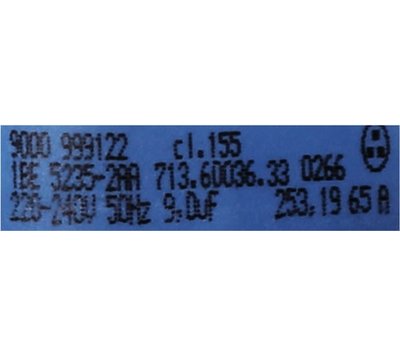 9000 999122 cl.155
1BE 5235-2AA 713.60036.33 0266
220-240V 50Hz 9,0uF 253.19 65 A